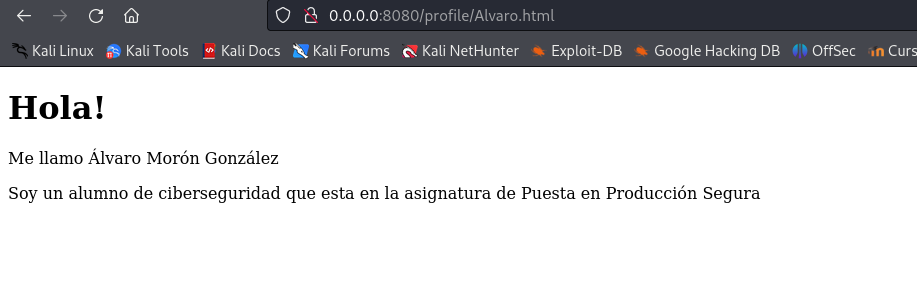 0.0.0.0:8080/profile/Alvaro.html
Kali Linux Kali Tools Kali Docs Kali Forums Kali NetHunter Exploit-DB Google Hacking DB OffSec Curs
Hola!
Me llamo Álvaro Morón González
Soy un alumno de ciberseguridad que esta en la asignatura de Puesta en Producción Segura